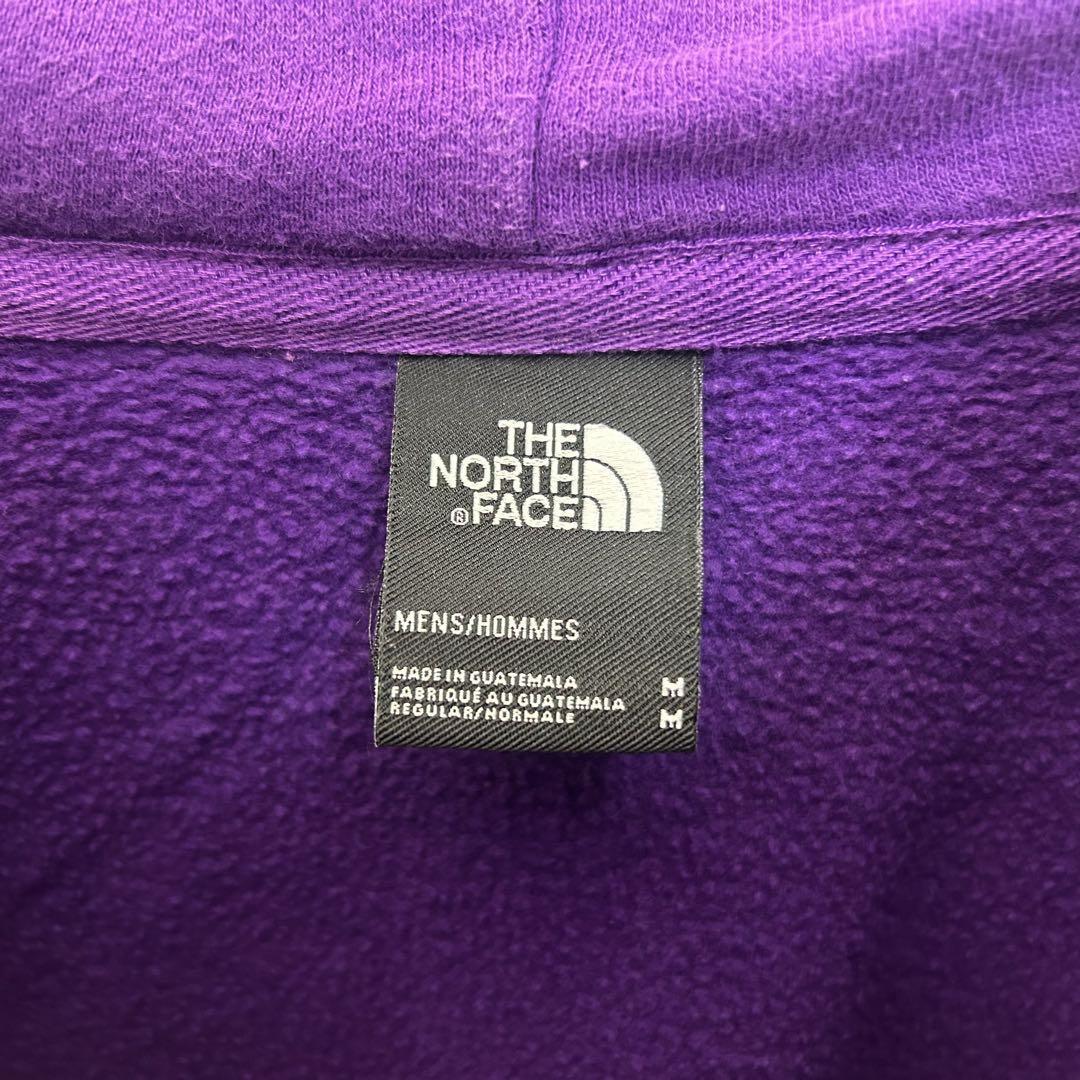 THE
NORTH
® FACE
MENS/HOMMES
MADE IN GUATEMALA M
FABRIQUÉ AU GUATEMALA
REGULAR/NORMALE M